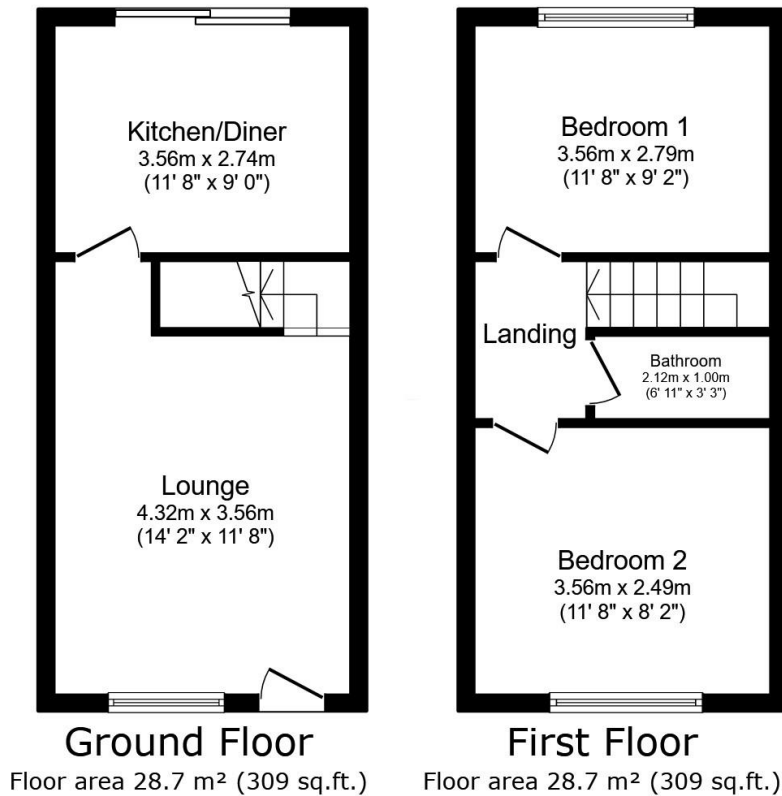 Kitchen/Diner
3.56m x 2.74m
(11' 8" x 9' 0")
Lounge
4.32m x 3.56m
(14' 2" x 11' 8")
Ground Floor
Floor area 28.7 m² (309 sq.ft.)
Bedroom 1
3.56m x 2.79m
(11' 8" x 9' 2")
Landing
Bathroom
2.12m x 1.00m
(6' 11" x 3' 3")
Bedroom 2
3.56m x 2.49m
(11' 8" x 8' 2")
First Floor
Floor area 28.7 m² (309 sq.ft.)